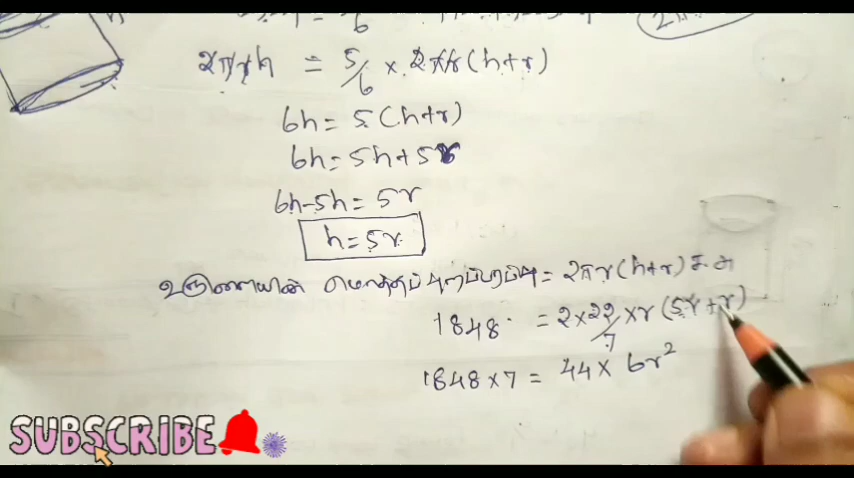 2πrh = 5/6 × 2πr(h+r)
6h = 5(h+r)
6h = 5h + 5r
6h-5h = 5r
h = 5r
உருளையின் மொத்தப் புறப்பரப்பு = 2πr(h+r) ச.அ
1848 = 2×22/7 ×r(5r+r)
1848×7 = 44× 6r²
SUBSCRIBE